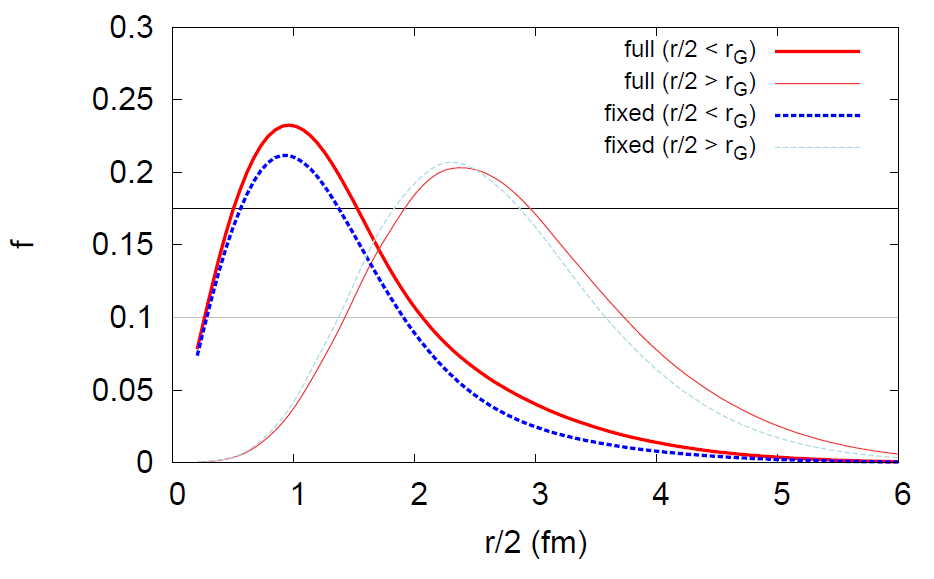 0.3
0.25
0.2
0.15
0.1
0.05
0
f
full (r/2 < rG)
full (r/2 > rG)
fixed (r/2 < rG)
fixed (r/2 > rG)
0 1 2 3 4 5 6
r/2 (fm)